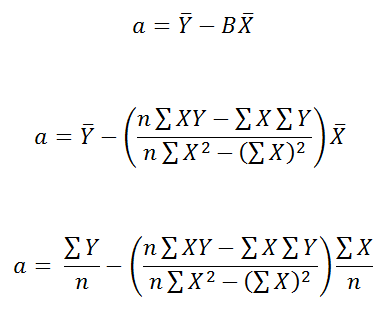 a = Ȳ − BX̄
a = Ȳ − (n∑XY − ∑X∑Y / n∑X² − (∑X)²) X̄
a = ∑Y/n − (n∑XY − ∑X∑Y / n∑X² − (∑X)²) ∑X/n